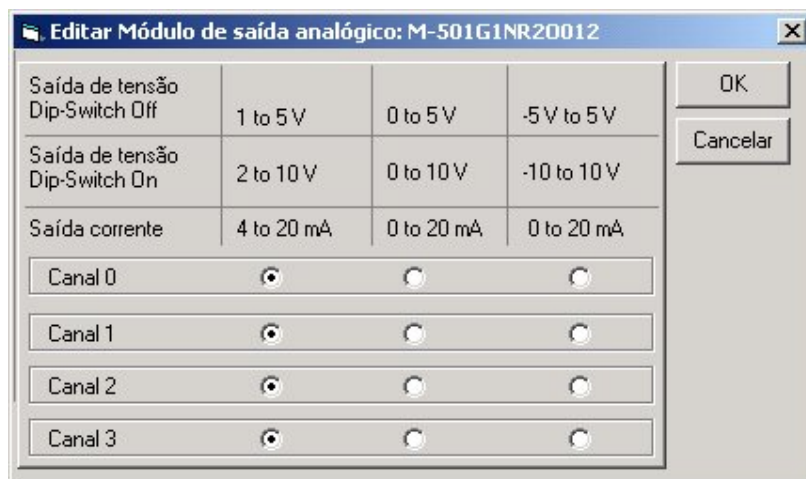 Editar Módulo de saída analógico: M-501G1NR2O012
Saída de tensão
Dip-Switch Off
1 to 5 V
0 to 5 V
-5 V to 5 V
OK
Saída de tensão
Dip-Switch On
2 to 10 V
0 to 10 V
-10 to 10 V
Cancelar
Saída corrente
4 to 20 mA
0 to 20 mA
0 to 20 mA
Canal 0
Canal 1
Canal 2
Canal 3